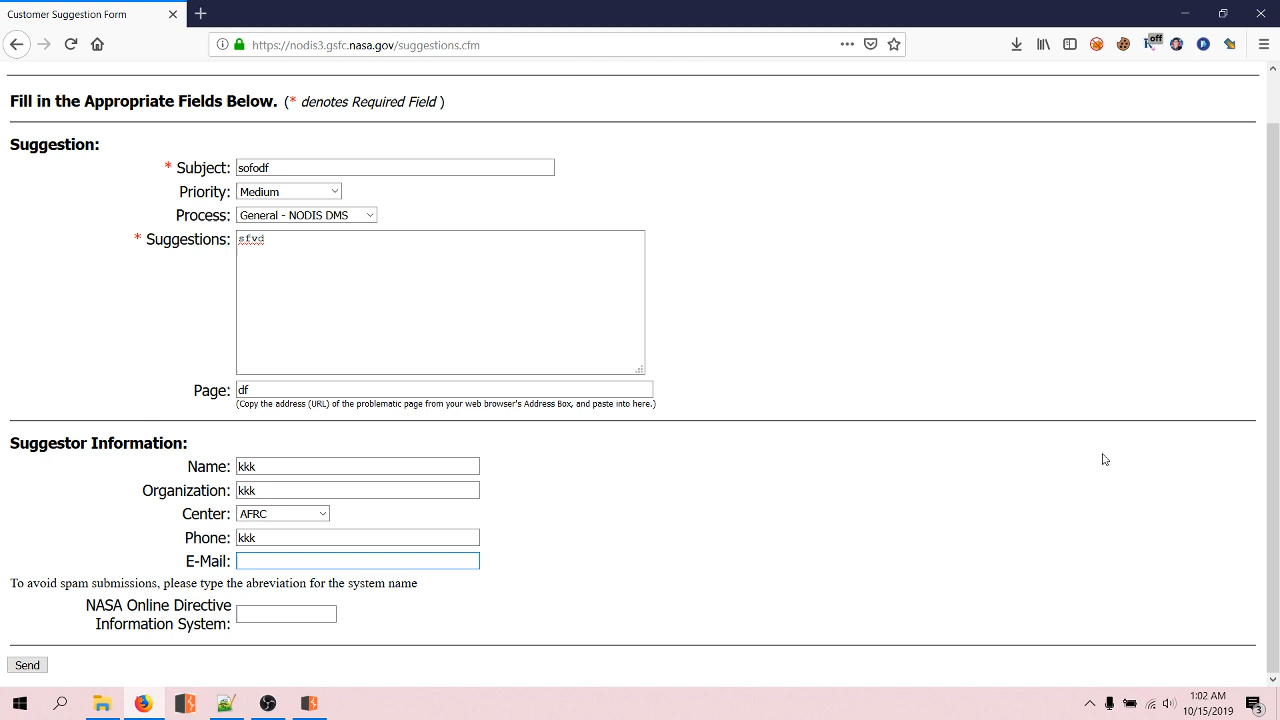 Customer Suggestion Form
https://nodis3.gsfc.nasa.gov/suggestions.cfm
off
Fill in the Appropriate Fields Below. (* denotes Required Field )
Suggestion:
* Subject: sofodf
Priority: Medium
Process: General - NODIS DMS
* Suggestions: sfvd
Page: df
(Copy the address (URL) of the problematic page from your web browser's Address Box, and paste into here.)
Suggestor Information:
Name: kkk
Organization: kkk
Center: AFRC
Phone: kkk
E-Mail:
To avoid spam submissions, please type the abreviation for the system name
NASA Online Directive
Information System:
Send
1:02 AM
10/15/2019
3